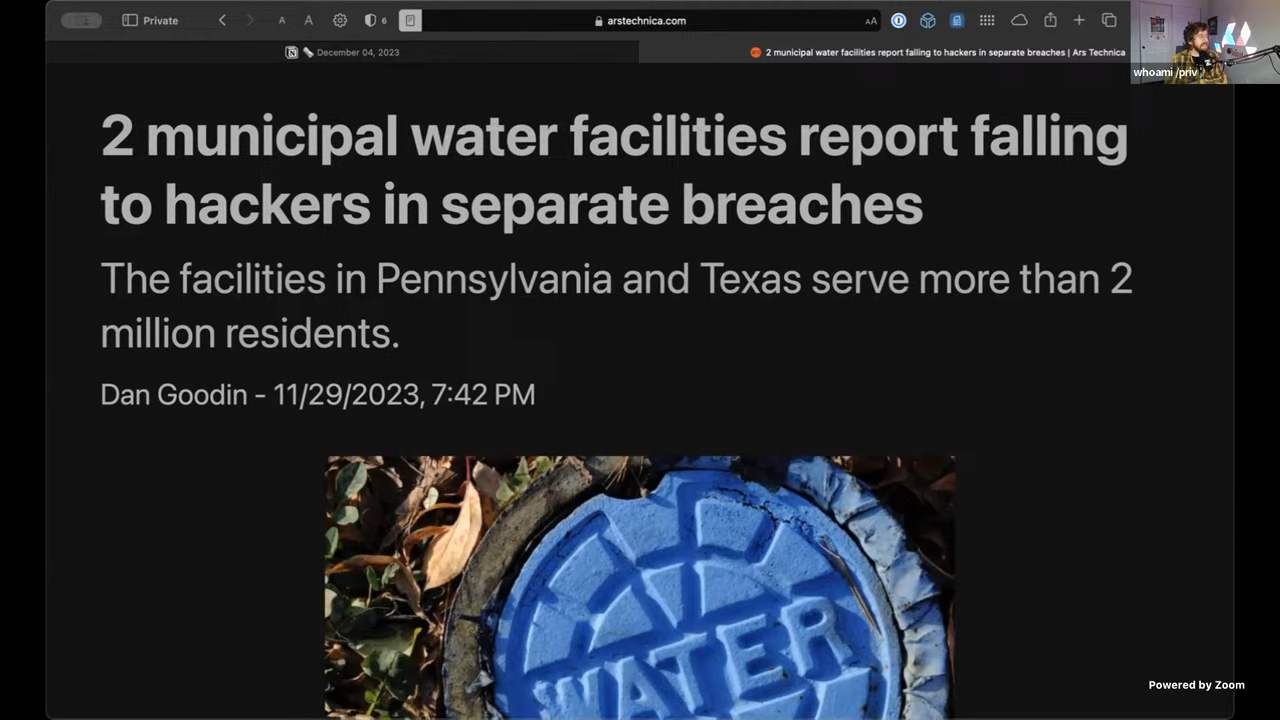 Private
A
A
6
arstechnica.com
AA
December 04, 2023
2 municipal water facilities report falling to hackers in separate breaches | Ars Technica
whoami /priv
2 municipal water facilities report falling
to hackers in separate breaches
The facilities in Pennsylvania and Texas serve more than 2
million residents.
Dan Goodin - 11/29/2023, 7:42 PM
WATER
Powered by Zoom